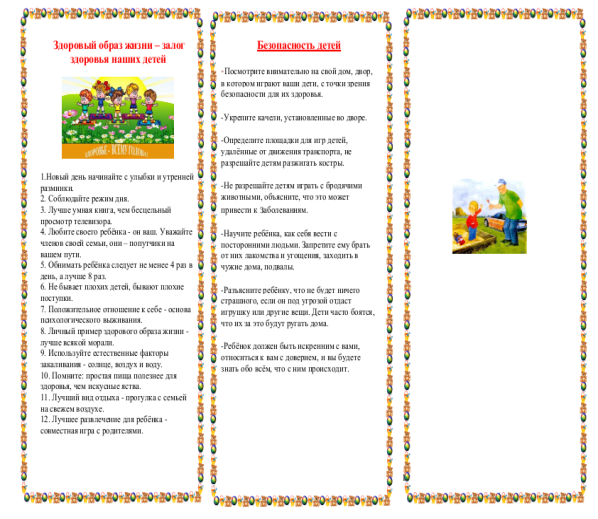 Здоровый образ жизни – залог
здоровья наших детей
ЗДОРОВЬЕ - ВСЕМУ ГОЛОВА!
1.Новый день начинайте с улыбки и утренней
разминки.
2. Соблюдайте режим дня.
3. Лучше умная книга, чем бесцельный
просмотр телевизора.
4. Любите своего ребёнка - он ваш. Уважайте
членов своей семьи, они – попутчики на
вашем пути.
5. Обнимать ребёнка следует не менее 4 раз в
день, а лучше 8 раз.
6. Не бывает плохих детей, бывают плохие
поступки.
7. Положительное отношение к себе - основа
психологического выживания.
8. Личный пример здорового образа жизни -
лучше всякой морали.
9. Используйте естественные факторы
закаливания - солнце, воздух и воду.
10. Помните: простая пища полезнее для
здоровья, чем искусные яства.
11. Лучший вид отдыха - прогулка с семьей
на свежем воздухе.
12. Лучшее развлечение для ребёнка -
совместная игра с родителями.
Безопасность детей
-Посмотрите внимательно на свой дом, двор,
в котором играют ваши дети, с точки зрения
безопасности для их здоровья.
-Укрепите качели, установленные во дворе.
-Определите площадки для игр детей,
удалённые от движения транспорта, не
разрешайте детям разжигать костры.
-Не разрешайте детям играть с бродячими
животными, объясните, что это может
привести к Заболеваниям.
-Научите ребёнка, как себя вести с
посторонними людьми. Запретите ему брать
от них лакомства и угощения, заходить в
чужие дома, подвалы.
-Разъясните ребёнку, что не будет ничего
страшного, если он под угрозой отдаст
игрушку или другие вещи. Дети часто боятся,
что их за это будут ругать дома.
-Ребёнок должен быть искренним с вами,
относиться к вам с доверием, и вы будете
знать обо всём, что с ним происходит.